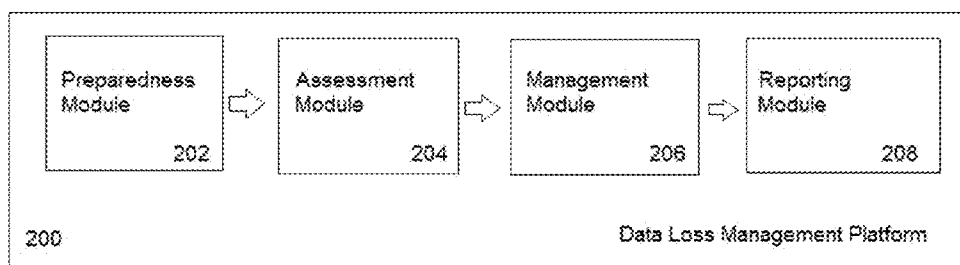 Preparedness
Module
202
Assessment
Module
204
Management
Module
206
Reporting
Module
208
200
Data Loss Management Platform